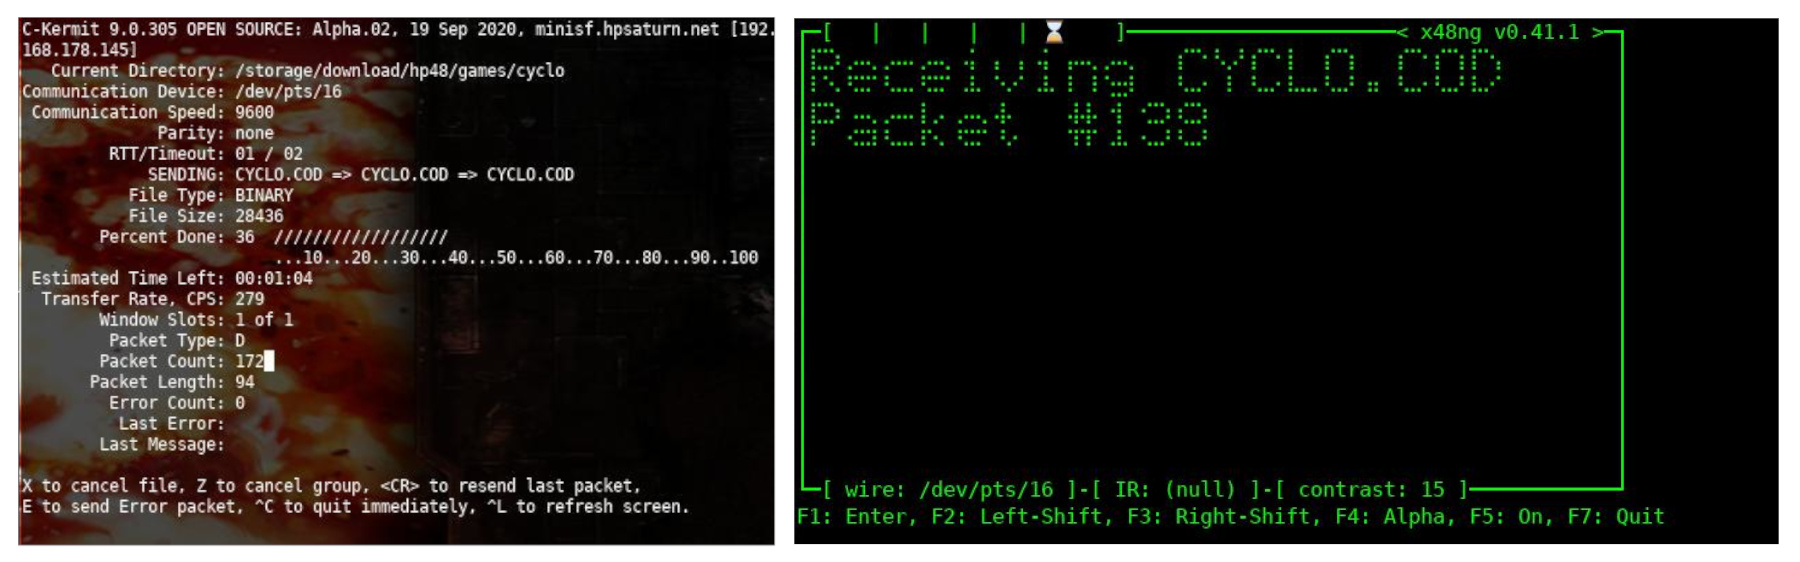 C-Kermit 9.0.305 OPEN SOURCE: Alpha.02, 19 Sep 2020, minisf.hpsaturn.net [192.
168.178.145]
Current Directory: /storage/download/hp48/games/cyclo
Communication Device: /dev/pts/16
Communication Speed: 9600
Parity: none
RTT/Timeout: 01 / 02
SENDING: CYCLO.COD => CYCLO.COD => CYCLO.COD
File Type: BINARY
File Size: 28436
Percent Done: 36 //////////////////
...10...20...30...40...50...60...70...80...90..100
Estimated Time Left: 00:01:04
Transfer Rate, CPS: 279
Window Slots: 1 of 1
Packet Type: D
Packet Count: 172
Packet Length: 94
Error Count: 0
Last Error:
Last Message:
X to cancel file, Z to cancel group, <CR> to resend last packet,
E to send Error packet, ^C to quit immediately, ^L to refresh screen.
[ | | | | ⌛ ] < x48ng v0.41.1 >
Receiving CYCLO.COD
Packet #138
[ wire: /dev/pts/16 ]-[ IR: (null) ]-[ contrast: 15 ]
F1: Enter, F2: Left-Shift, F3: Right-Shift, F4: Alpha, F5: On, F7: Quit